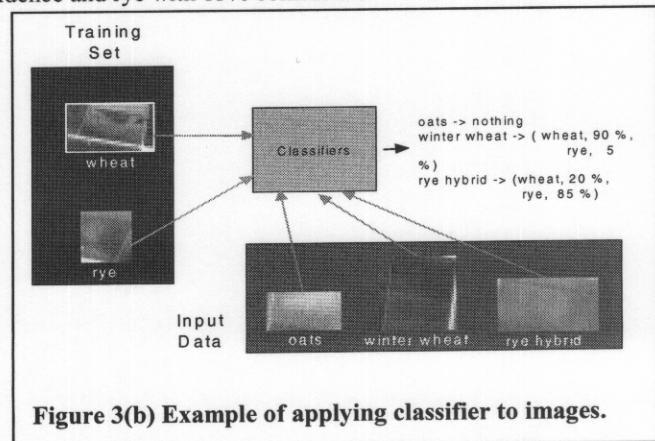 Training
Set
wheat
rye
Classifiers
oats -> nothing
winter wheat -> ( wheat, 90 %,
rye, 5
%)
rye hybrid -> (wheat, 20 %,
rye, 85 %)
Input
Data
oats
winter wheat
rye hybrid
Figure 3(b) Example of applying classifier to images.